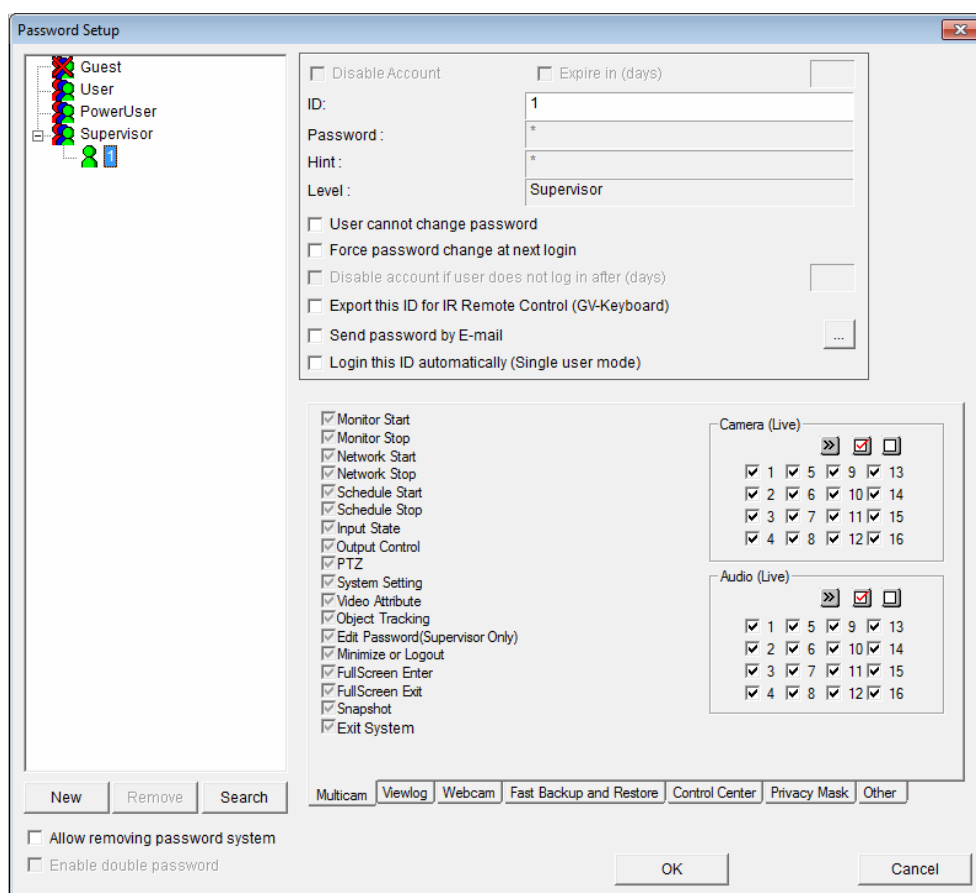 Password Setup
Guest
User
PowerUser
Supervisor
1
Disable Account
Expire in (days)
ID:
1
Password :
*
Hint :
*
Level :
Supervisor
User cannot change password
Force password change at next login
Disable account if user does not log in after (days)
Export this ID for IR Remote Control (GV-Keyboard)
Send password by E-mail
...
Login this ID automatically (Single user mode)
Monitor Start
Monitor Stop
Network Start
Network Stop
Schedule Start
Schedule Stop
Input State
Output Control
PTZ
System Setting
Video Attribute
Object Tracking
Edit Password(Supervisor Only)
Minimize or Logout
FullScreen Enter
FullScreen Exit
Snapshot
Exit System
Camera (Live)
1 5 9 13
2 6 10 14
3 7 11 15
4 8 12 16
Audio (Live)
1 5 9 13
2 6 10 14
3 7 11 15
4 8 12 16
Multicam Viewlog Webcam Fast Backup and Restore Control Center Privacy Mask Other
New Remove Search
Allow removing password system
Enable double password
OK Cancel